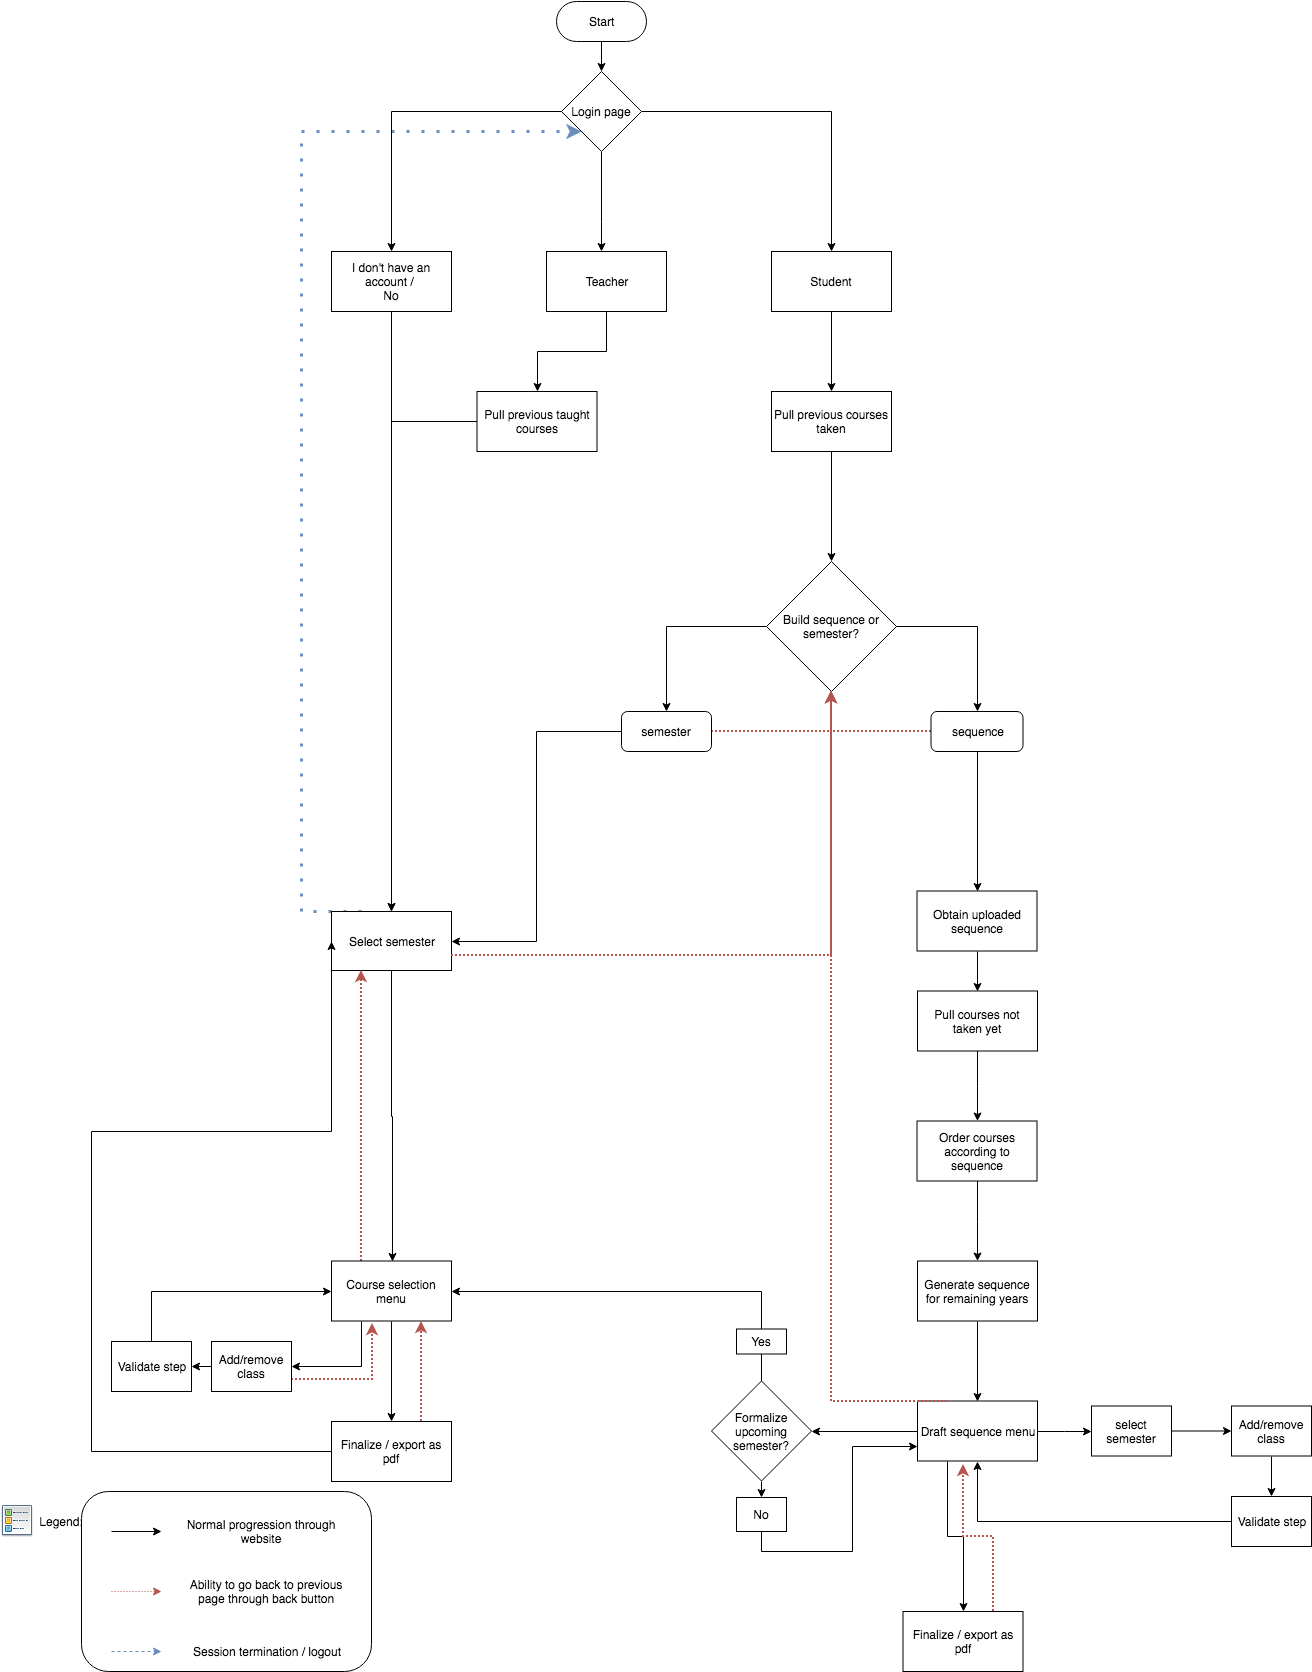 Start
Login page
I don't have an
account /
No
Teacher
Student
Pull previous taught
courses
Pull previous courses
taken
Build sequence or
semester?
semester
sequence
Obtain uploaded
sequence
Select semester
Pull courses not
taken yet
Order courses
according to
sequence
Course selection
menu
Generate sequence
for remaining years
Yes
Validate step
Add/remove
class
Formalize
upcoming
semester?
Draft sequence menu
select
semester
Add/remove
class
Finalize / export as
pdf
No
Validate step
Legend:
Normal progression through
website
Ability to go back to previous
page through back button
Session termination / logout
Finalize / export as
pdf